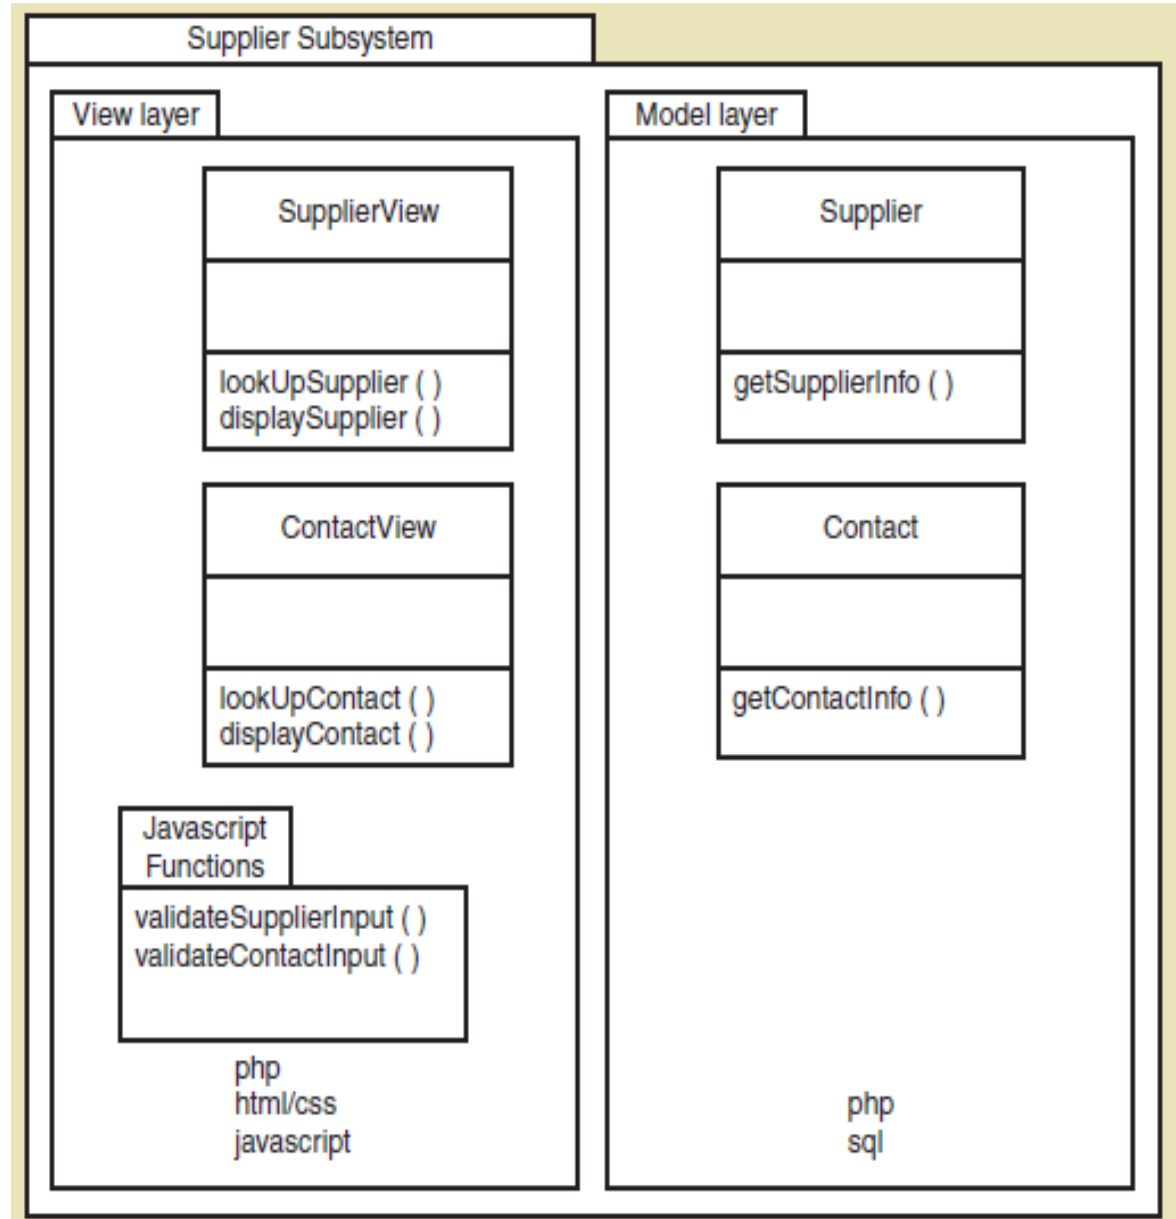 Supplier Subsystem
View layer
SupplierView
lookUpSupplier ( )
displaySupplier ( )
ContactView
lookUpContact ( )
displayContact ( )
Javascript
Functions
validateSupplierInput ( )
validateContactInput ( )
php
html/css
javascript
Model layer
Supplier
getSupplierInfo ( )
Contact
getContactInfo ( )
php
sql